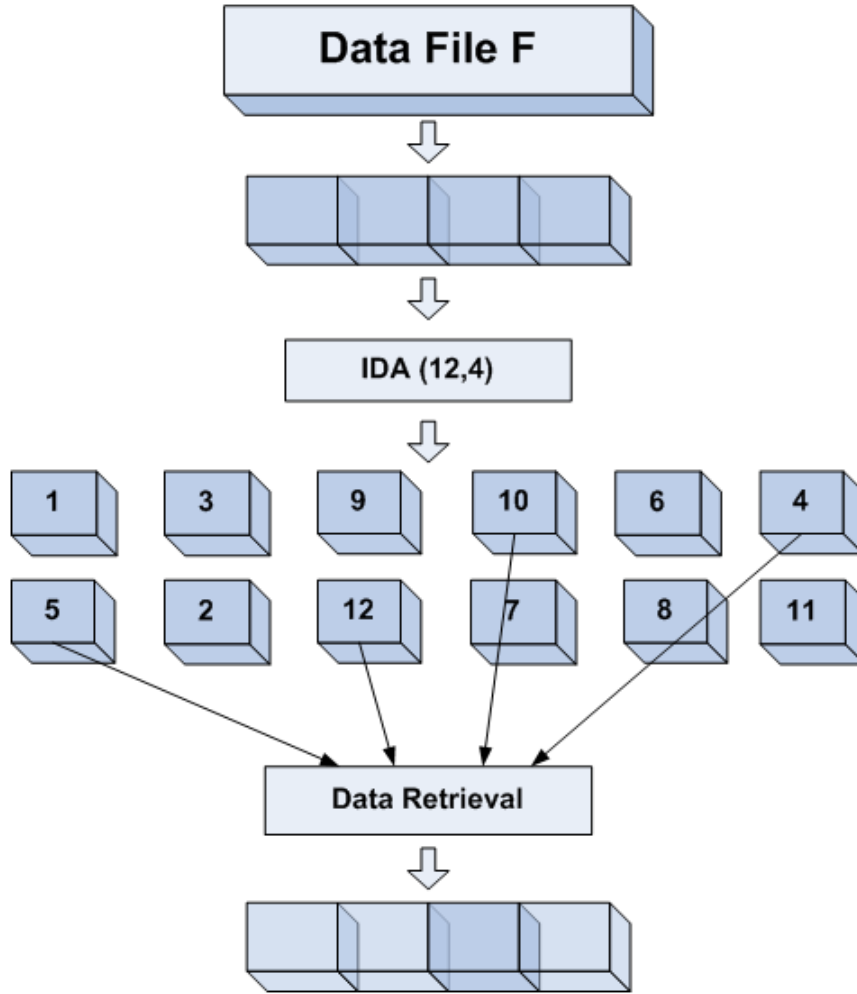 Data File F
IDA (12,4)
1 3 9 10 6 4
5 2 12 7 8 11
Data Retrieval